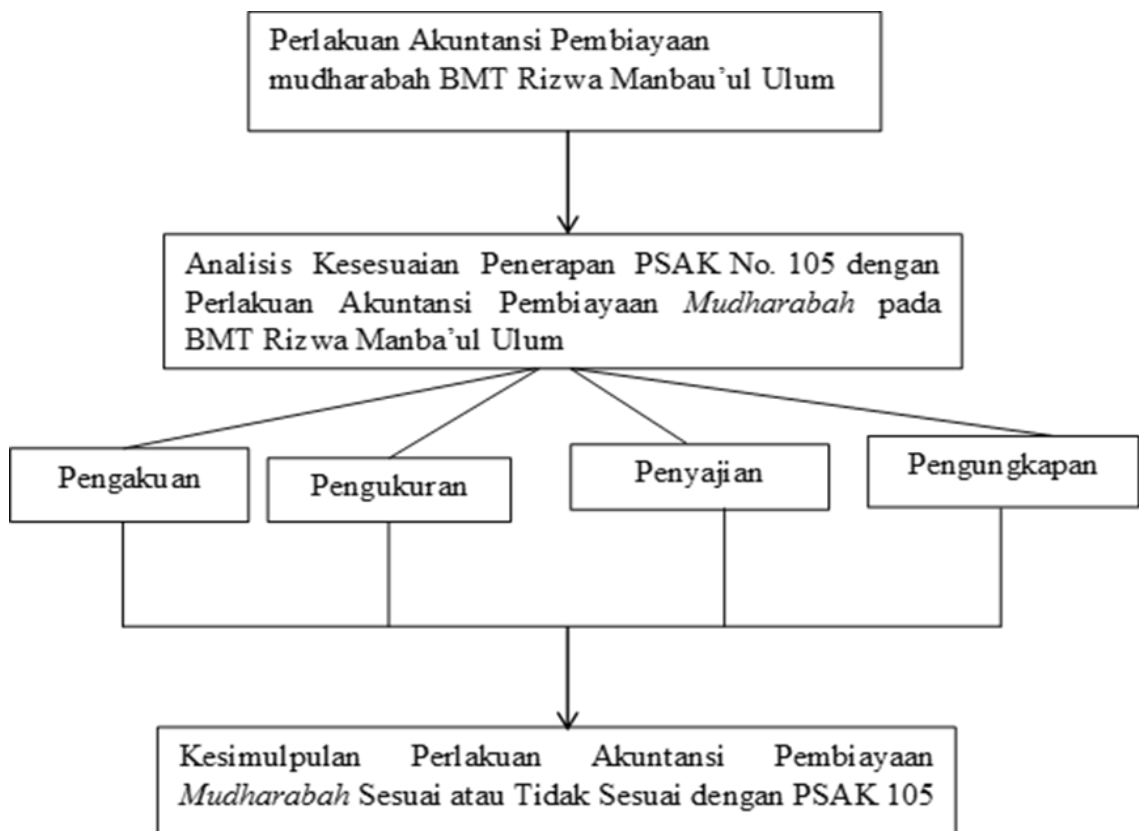 Perlakuan Akuntansi Pembiayaan
mudharabah BMT Rizwa Manbau'ul Ulum
Analisis Kesesuaian Penerapan PSAK No. 105 dengan
Perlakuan Akuntansi Pembiayaan Mudharabah pada
BMT Rizwa Manba'ul Ulum
Pengakuan
Pengukuran
Penyajian
Pengungkapan
Kesimulpulan Perlakuan Akuntansi Pembiayaan
Mudharabah Sesuai atau Tidak Sesuai dengan PSAK 105